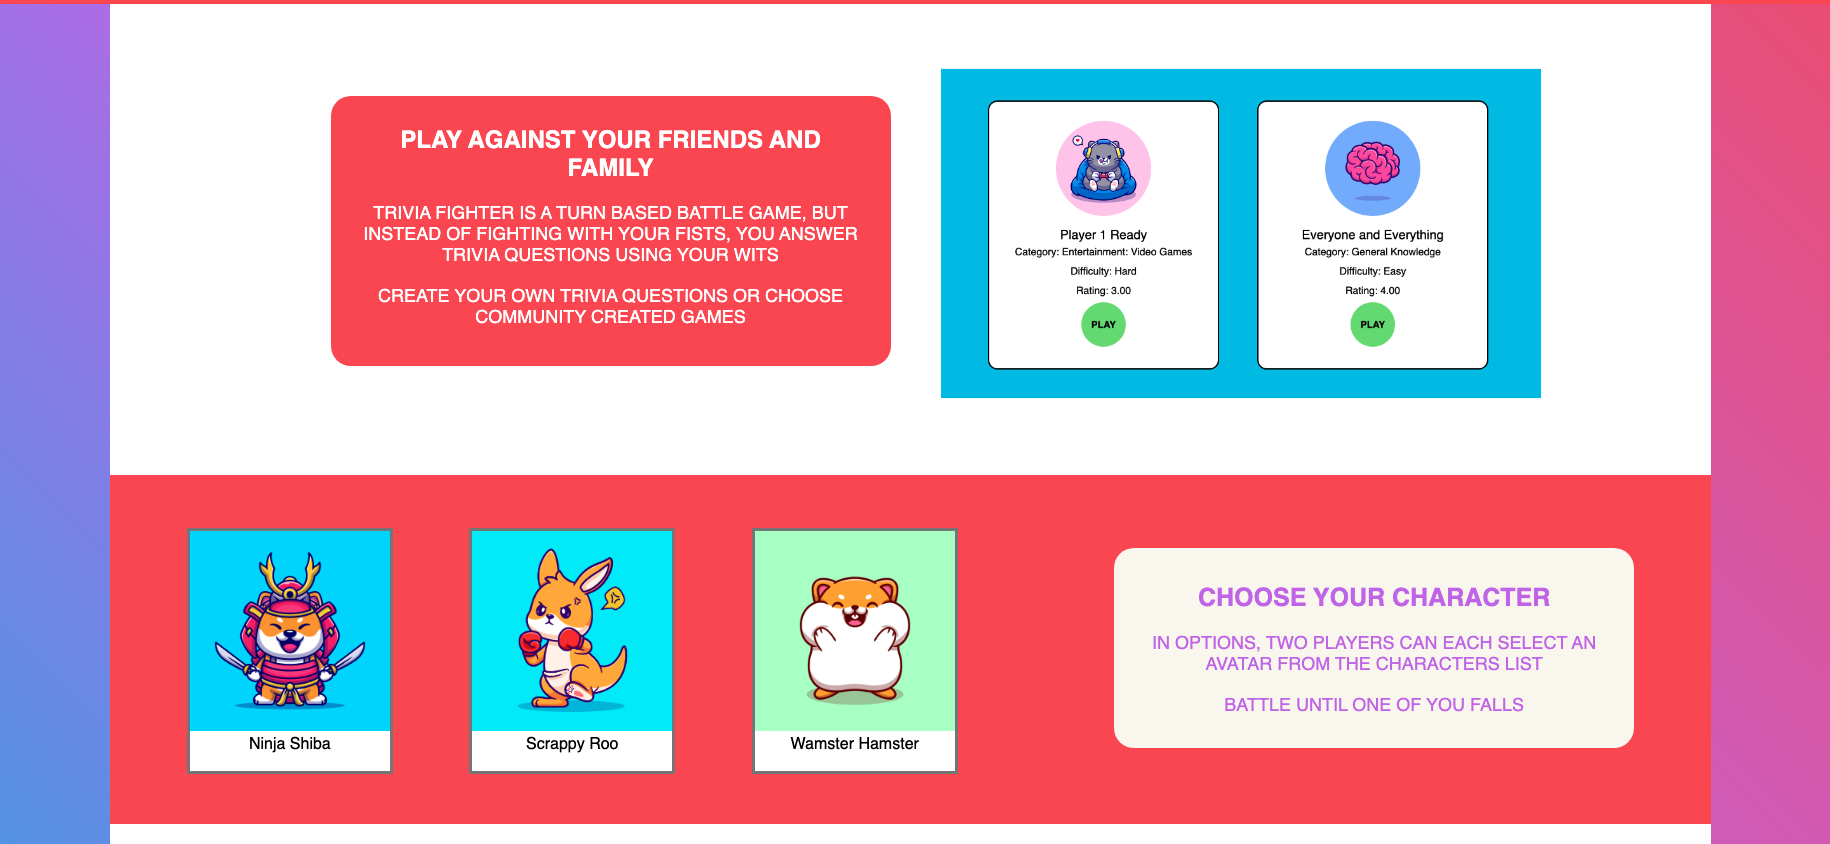 PLAY AGAINST YOUR FRIENDS AND
FAMILY
TRIVIA FIGHTER IS A TURN BASED BATTLE GAME, BUT
INSTEAD OF FIGHTING WITH YOUR FISTS, YOU ANSWER
TRIVIA QUESTIONS USING YOUR WITS
CREATE YOUR OWN TRIVIA QUESTIONS OR CHOOSE
COMMUNITY CREATED GAMES
Player 1 Ready
Category: Entertainment: Video Games
Difficulty: Hard
Rating: 3.00
PLAY
Everyone and Everything
Category: General Knowledge
Difficulty: Easy
Rating: 4.00
PLAY
Ninja Shiba
Scrappy Roo
Wamster Hamster
CHOOSE YOUR CHARACTER
IN OPTIONS, TWO PLAYERS CAN EACH SELECT AN
AVATAR FROM THE CHARACTERS LIST
BATTLE UNTIL ONE OF YOU FALLS